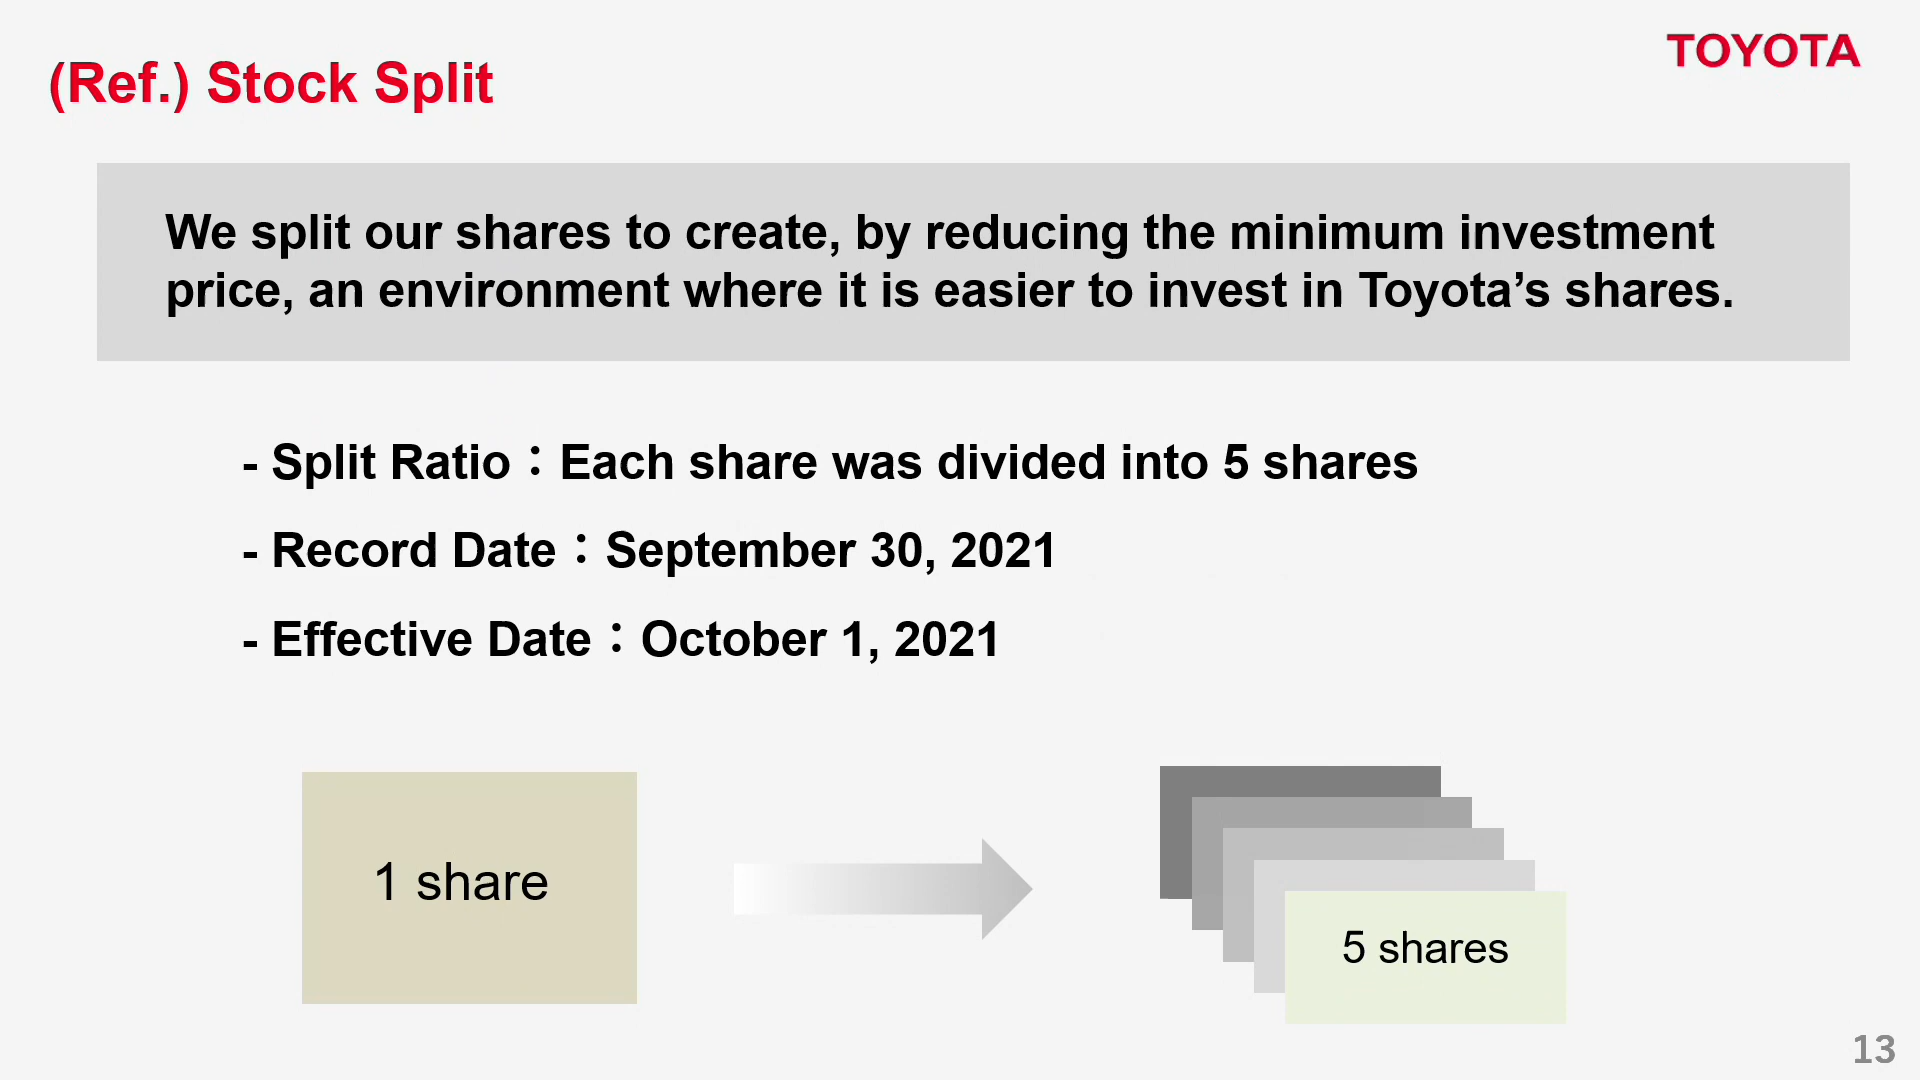 TOYOTA
(Ref.) Stock Split
We split our shares to create, by reducing the minimum investment
price, an environment where it is easier to invest in Toyota’s shares.
- Split Ratio：Each share was divided into 5 shares
- Record Date：September 30, 2021
- Effective Date：October 1, 2021
1 share
5 shares
13